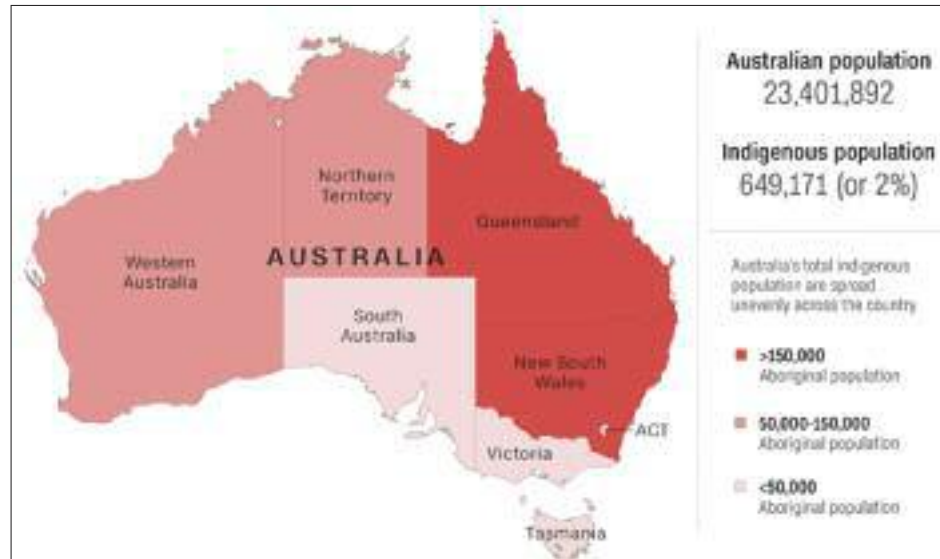 Australian population
23,401,892
Indigenous population
649,171 (or 2%)
Northern
Territory
Queensland
AUSTRALIA
Western
Australia
South
Australia
New South
Wales
ACT
Victoria
Tasmania
Australia's total indigenous
population are spread
unevenly across the country
>150,000
Aboriginal population
50,000-150,000
Aboriginal population
<50,000
Aboriginal population